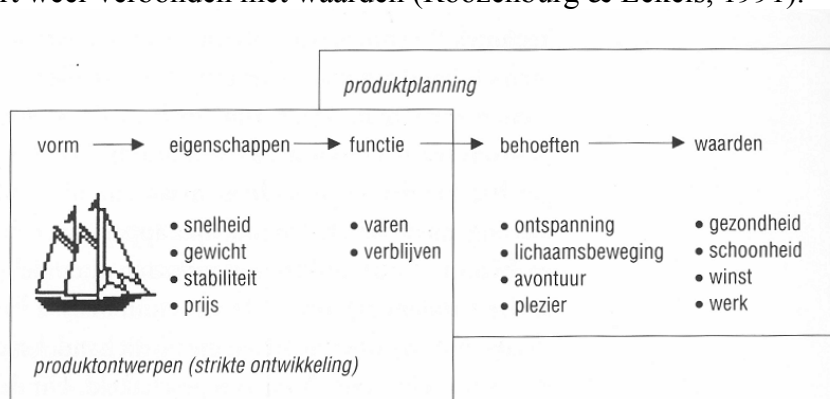 rt weer verbonden met waarden (Roozenburg & Eekels, 1991).
produktplanning
vorm eigenschappen functie behoeften waarden
• snelheid • varen • ontspanning • gezondheid
• gewicht • verblijven • lichaamsbeweging • schoonheid
• stabiliteit • avontuur • winst
• prijs • plezier • werk
produktontwerpen (strikte ontwikkeling)